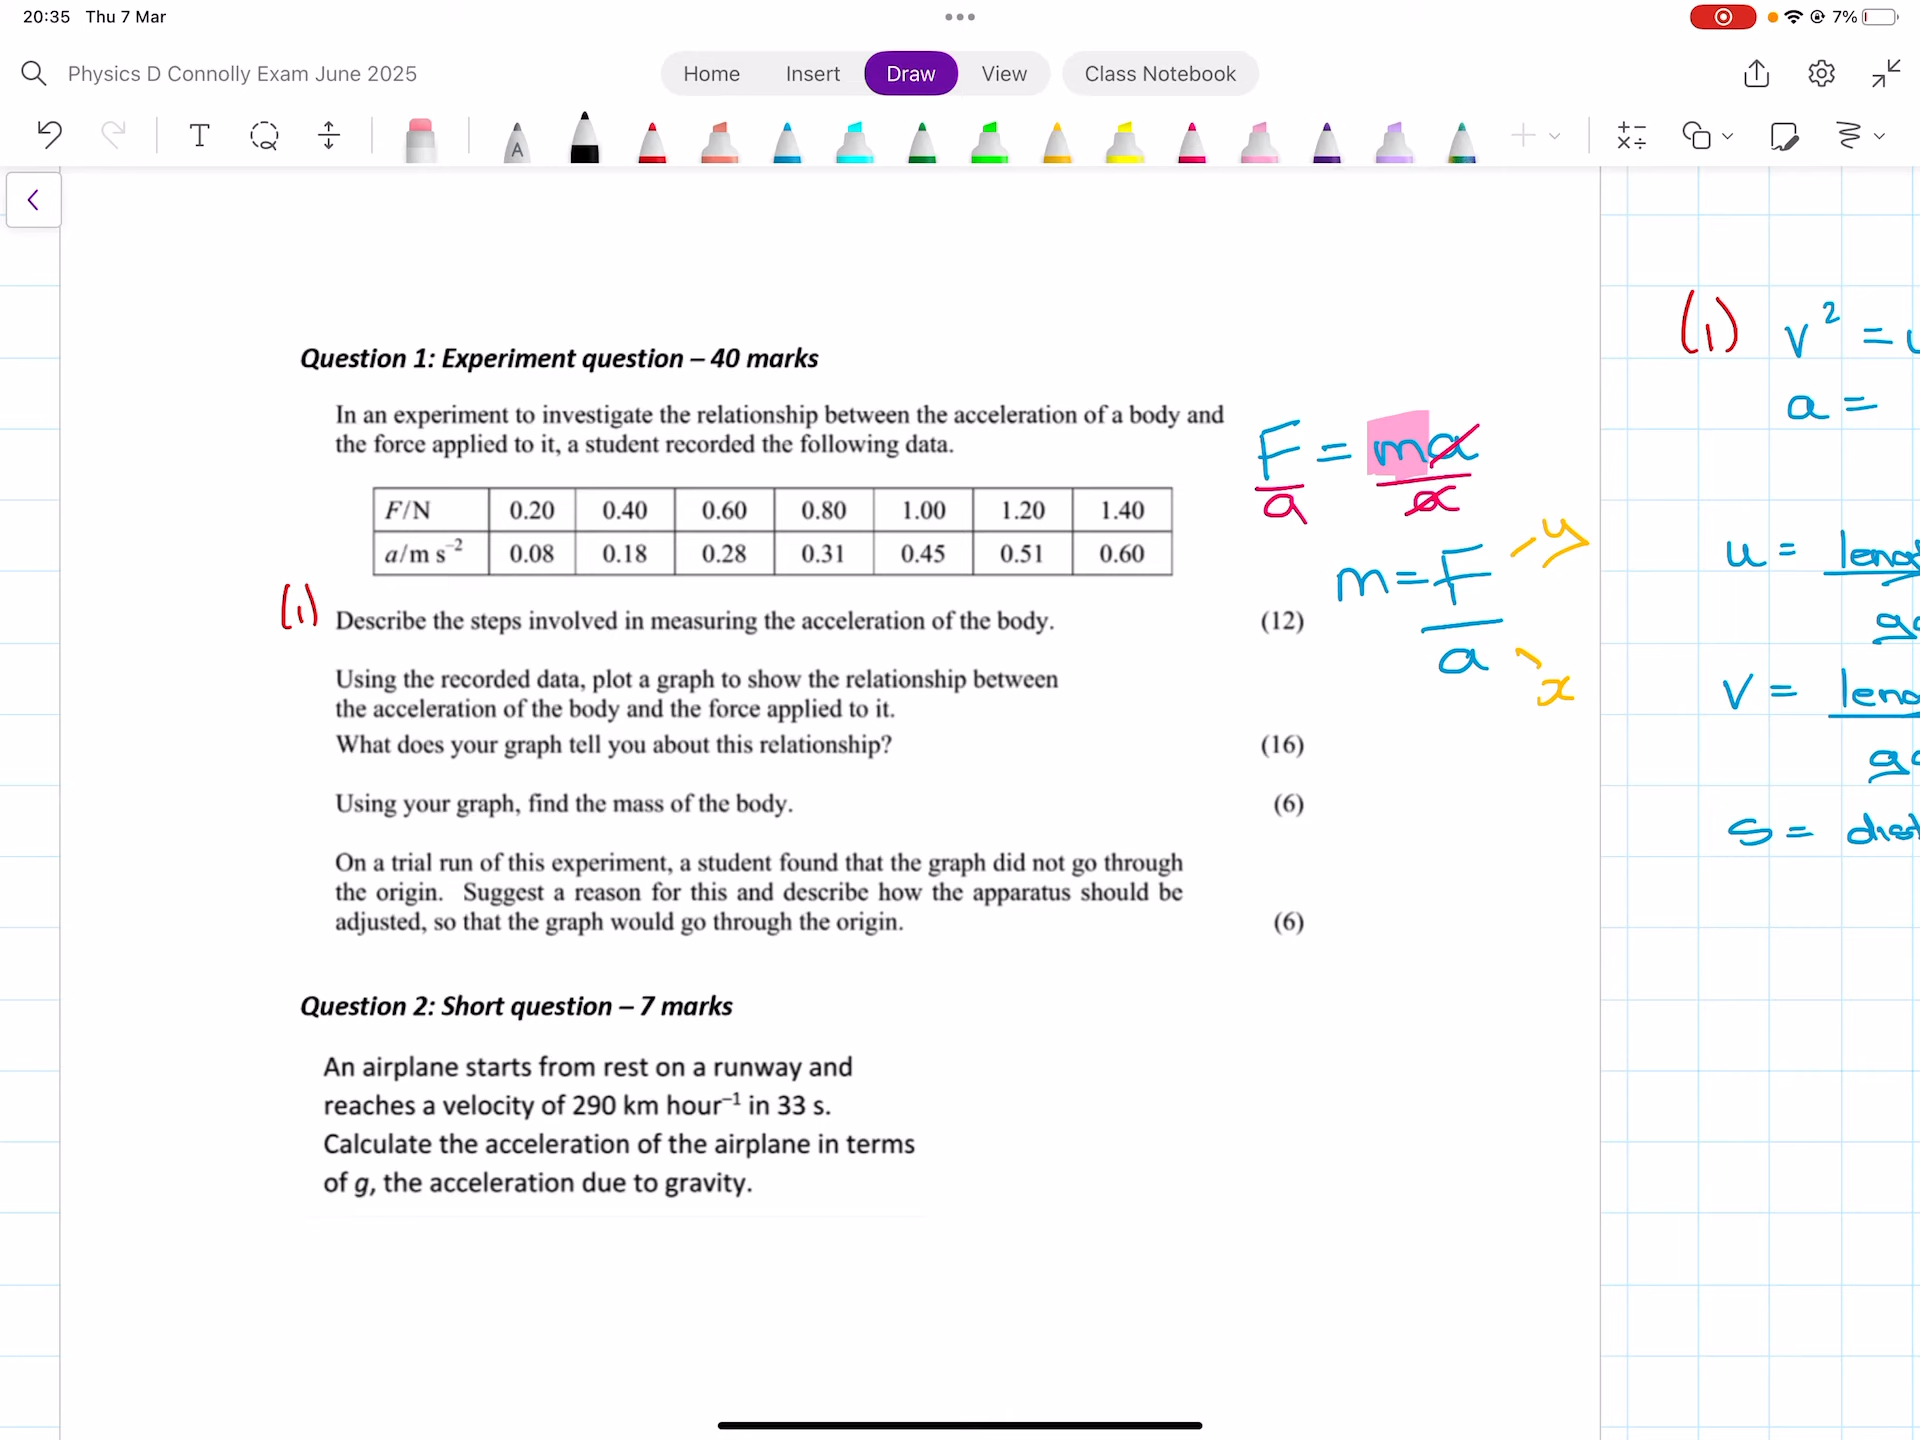 20:35 Thu 7 Mar
7%
Physics D Connolly Exam June 2025
Home Insert Draw View Class Notebook
T
A
Question 1: Experiment question – 40 marks
In an experiment to investigate the relationship between the acceleration of a body and
the force applied to it, a student recorded the following data.
F/N 0.20 0.40 0.60 0.80 1.00 1.20 1.40
a/m s⁻² 0.08 0.18 0.28 0.31 0.45 0.51 0.60
(1) Describe the steps involved in measuring the acceleration of the body. (12)
Using the recorded data, plot a graph to show the relationship between
the acceleration of the body and the force applied to it.
What does your graph tell you about this relationship? (16)
Using your graph, find the mass of the body. (6)
On a trial run of this experiment, a student found that the graph did not go through
the origin. Suggest a reason for this and describe how the apparatus should be
adjusted, so that the graph would go through the origin. (6)
Question 2: Short question – 7 marks
An airplane starts from rest on a runway and
reaches a velocity of 290 km hour⁻¹ in 33 s.
Calculate the acceleration of the airplane in terms
of g, the acceleration due to gravity.
F = ma
a a
m = F y
a x
(1) v² =
a =
u =
v =
s =